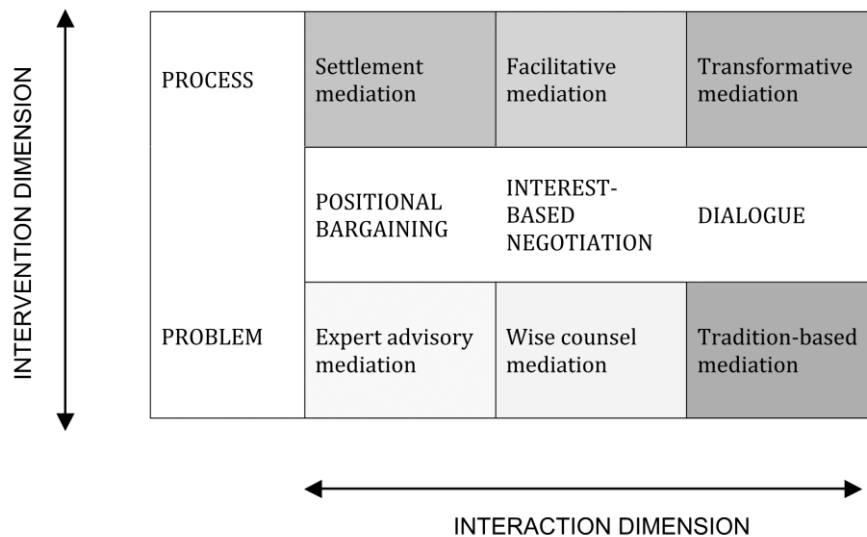 INTERVENTION DIMENSION
PROCESS
Settlement
mediation
Facilitative
mediation
Transformative
mediation
POSITIONAL
BARGAINING
INTEREST-
BASED
NEGOTIATION
DIALOGUE
PROBLEM
Expert advisory
mediation
Wise counsel
mediation
Tradition-based
mediation
INTERACTION DIMENSION